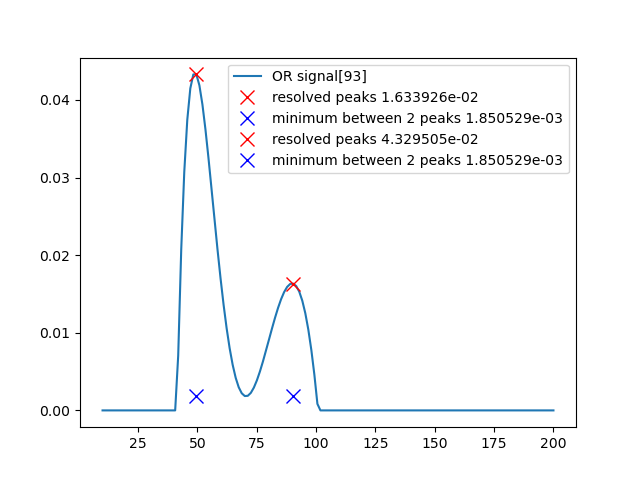 OR signal[93]
resolved peaks 1.633926e-02
minimum between 2 peaks 1.850529e-03
resolved peaks 4.329505e-02
minimum between 2 peaks 1.850529e-03
0.04
0.03
0.02
0.01
0.00
25 50 75 100 125 150 175 200